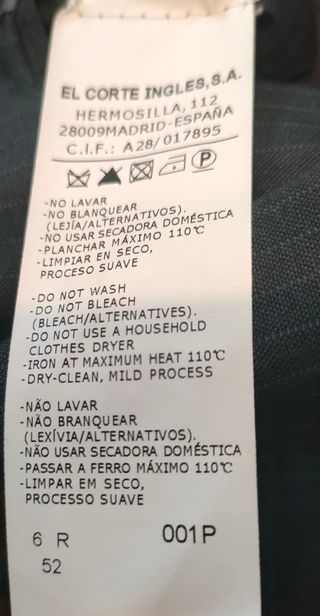 EL CORTE INGLES,S.A.
HERMOSILLA, 112
28009MADRID-ESPAÑA
C.I.F.: A28/017895
P
-NO LAVAR
-NO BLANQUEAR
(LEJÍA/ALTERNATIVOS).
-NO USAR SECADORA DOMÉSTICA
-PLANCHAR MÁXIMO 110℃
-LIMPIAR EN SECO,
PROCESO SUAVE
-DO NOT WASH
-DO NOT BLEACH
(BLEACH/ALTERNATIVES).
-DO NOT USE A HOUSEHOLD
CLOTHES DRYER
-IRON AT MAXIMUM HEAT 110℃
-DRY-CLEAN, MILD PROCESS
-NÃO LAVAR
-NÃO BRANQUEAR
(LEXÍVIA/ALTERNATIVOS).
-NÃO USAR SECADORA DOMÉSTICA
-PASSAR A FERRO MÁXIMO 110℃
-LIMPAR EM SECO,
PROCESSO SUAVE
6 R 001P
52